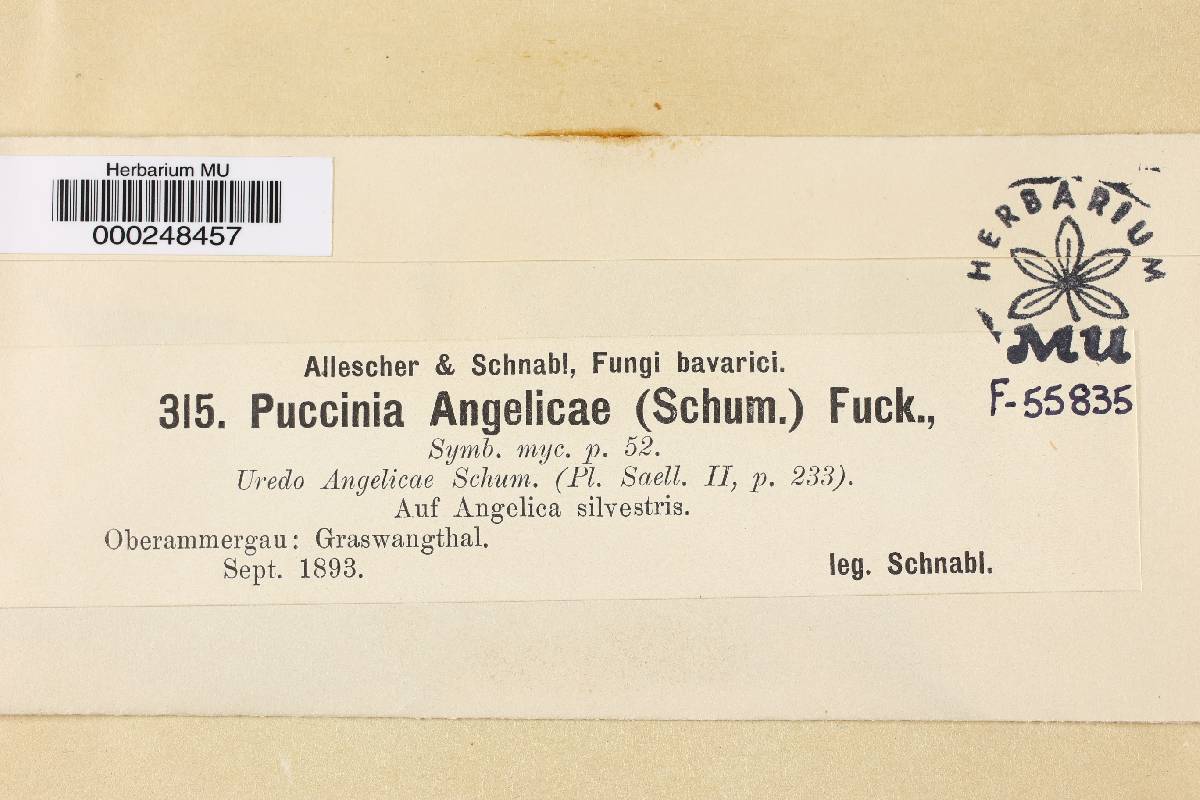 Herbarium MU
000248457
HERBARIUM
MU
F-55835
Allescher & Schnabl, Fungi bavarici.
315. Puccinia Angelicae (Schum.) Fuck.,
Symb. myc. p. 52.
Uredo Angelicae Schum. (Pl. Saell. II, p. 233).
Auf Angelica silvestris.
Oberammergau: Graswangthal.
Sept. 1893.
leg. Schnabl.